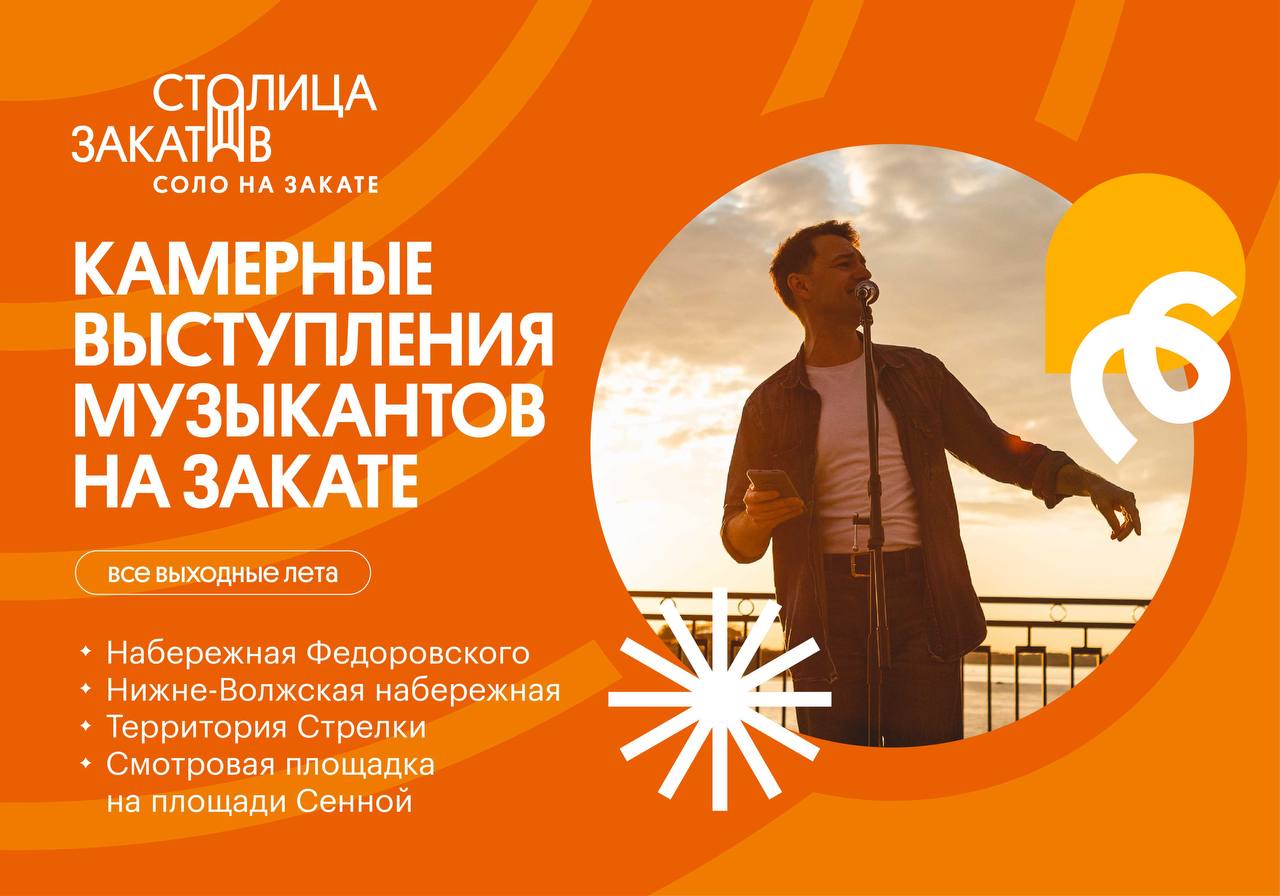 СТОЛИЦА
ЗАКАТОВ
СОЛО НА ЗАКАТЕ
КАМЕРНЫЕ
ВЫСТУПЛЕНИЯ
МУЗЫКАНТОВ
НА ЗАКАТЕ
все выходные лета
Набережная Федоровского
Нижне-Волжская набережная
Территория Стрелки
Смотровая площадка
на площади Сенной